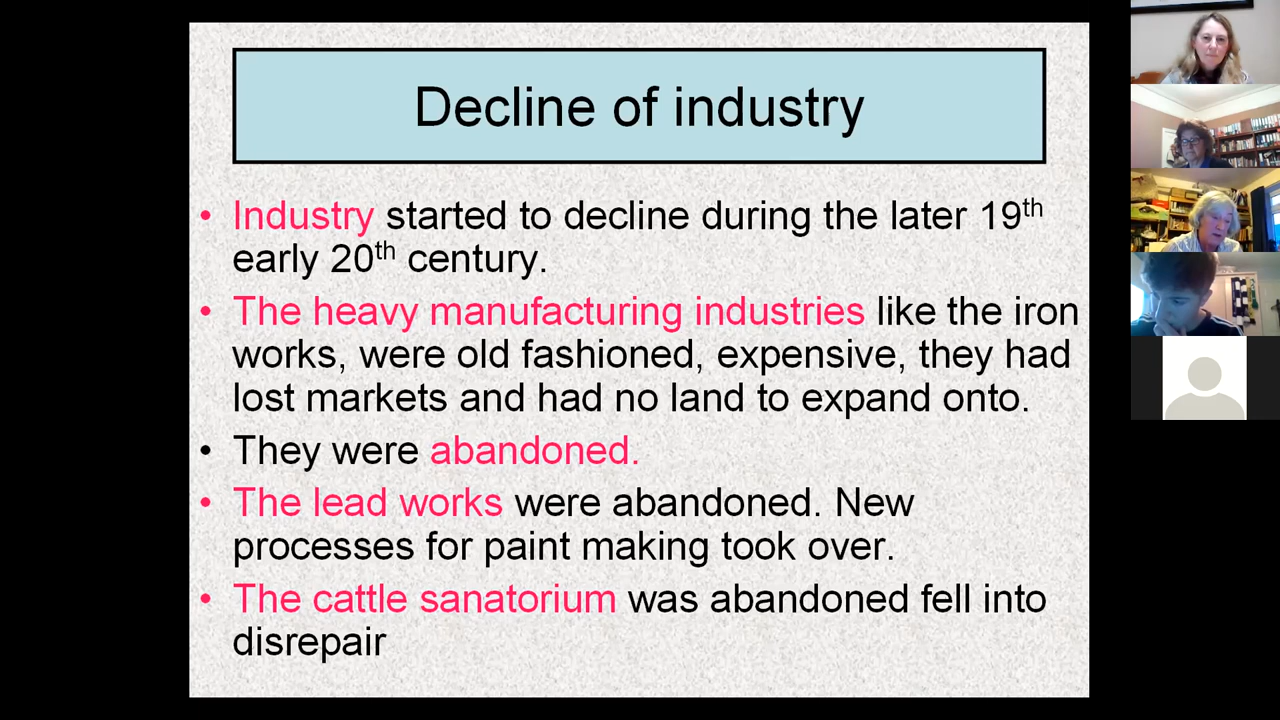 Decline of industry
• Industry started to decline during the later 19th
early 20th century.
• The heavy manufacturing industries like the iron
works, were old fashioned, expensive, they had
lost markets and had no land to expand onto.
• They were abandoned.
• The lead works were abandoned. New
processes for paint making took over.
• The cattle sanatorium was abandoned fell into
disrepair